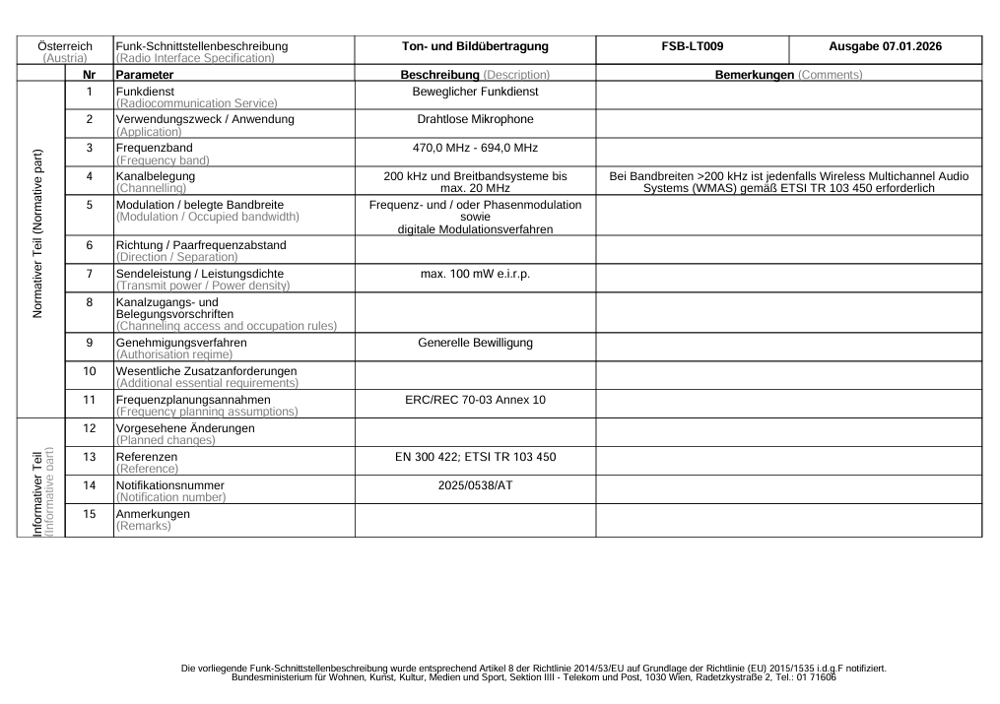 Österreich
(Austria)
Funk-Schnittstellenbeschreibung
(Radio Interface Specification)
Ton- und Bildübertragung
FSB-LT009
Ausgabe 07.01.2026
Nr
Parameter
Beschreibung (Description)
Bemerkungen (Comments)
Normativer Teil (Normative part)
1
Funkdienst
(Radiocommunication Service)
Beweglicher Funkdienst
2
Verwendungszweck / Anwendung
(Application)
Drahtlose Mikrophone
3
Frequenzband
(Frequency band)
470,0 MHz - 694,0 MHz
4
Kanalbelegung
(Channelling)
200 kHz und Breitbandsysteme bis
max. 20 MHz
Bei Bandbreiten >200 kHz ist jedenfalls Wireless Multichannel Audio
Systems (WMAS) gemäß ETSI TR 103 450 erforderlich
5
Modulation / belegte Bandbreite
(Modulation / Occupied bandwidth)
Frequenz- und / oder Phasenmodulation
sowie
digitale Modulationsverfahren
6
Richtung / Paarfrequenzabstand
(Direction / Separation)
7
Sendeleistung / Leistungsdichte
(Transmit power / Power density)
max. 100 mW e.i.r.p.
8
Kanalzugangs- und
Belegungsvorschriften
(Channeling access and occupation rules)
9
Genehmigungsverfahren
(Authorisation regime)
Generelle Bewilligung
10
Wesentliche Zusatzanforderungen
(Additional essential requirements)
11
Frequenzplanungsannahmen
(Frequency planning assumptions)
ERC/REC 70-03 Annex 10
Informativer Teil
(Informative part)
12
Vorgesehene Änderungen
(Planned changes)
13
Referenzen
(Reference)
EN 300 422; ETSI TR 103 450
14
Notifikationsnummer
(Notification number)
2025/0538/AT
15
Anmerkungen
(Remarks)
Die vorliegende Funk-Schnittstellenbeschreibung wurde entsprechend Artikel 8 der Richtlinie 2014/53/EU auf Grundlage der Richtlinie (EU) 2015/1535 i.d.g.F notifiziert.
Bundesministerium für Wohnen, Kunst, Kultur, Medien und Sport, Sektion IIII - Telekom und Post, 1030 Wien, Radetzkystraße 2, Tel.: 01 71606